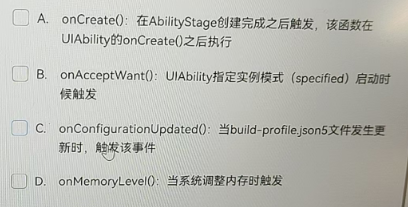 A. onCreate()：在AbilityStage创建完成之后触发，该函数在
UIAbility的onCreate()之后执行
B. onAcceptWant()：UIAbility指定实例模式（specified）启动时
候触发
C. onConfigurationUpdated()：当build-profile.json5文件发生更
新时，触发该事件
D. onMemoryLevel()：当系统调整内存时触发